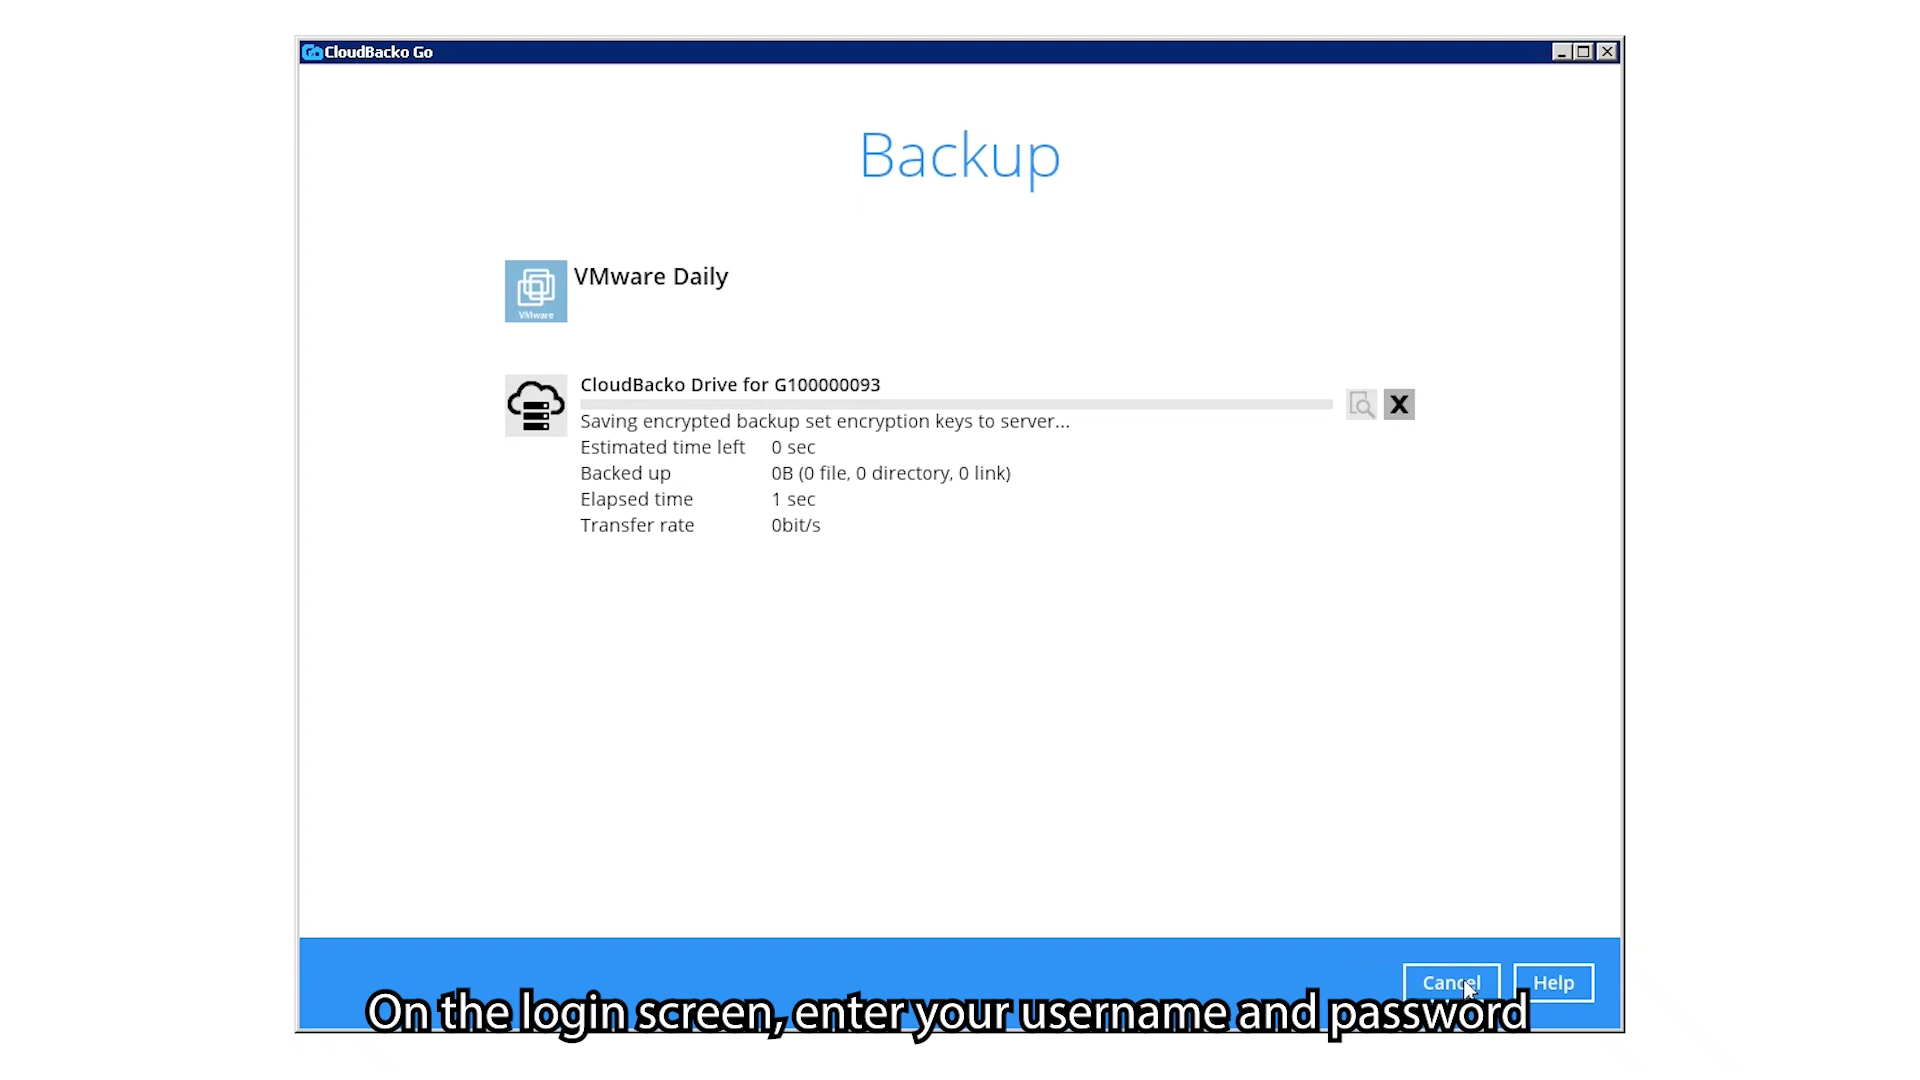 CloudBacko Go
Backup
VMware Daily
VMware
CloudBacko Drive for G100000093
X
Saving encrypted backup set encryption keys to server...
Estimated time left 0 sec
Backed up 0B (0 file, 0 directory, 0 link)
Elapsed time 1 sec
Transfer rate 0bit/s
Cancel Help
On the login screen, enter your username and password